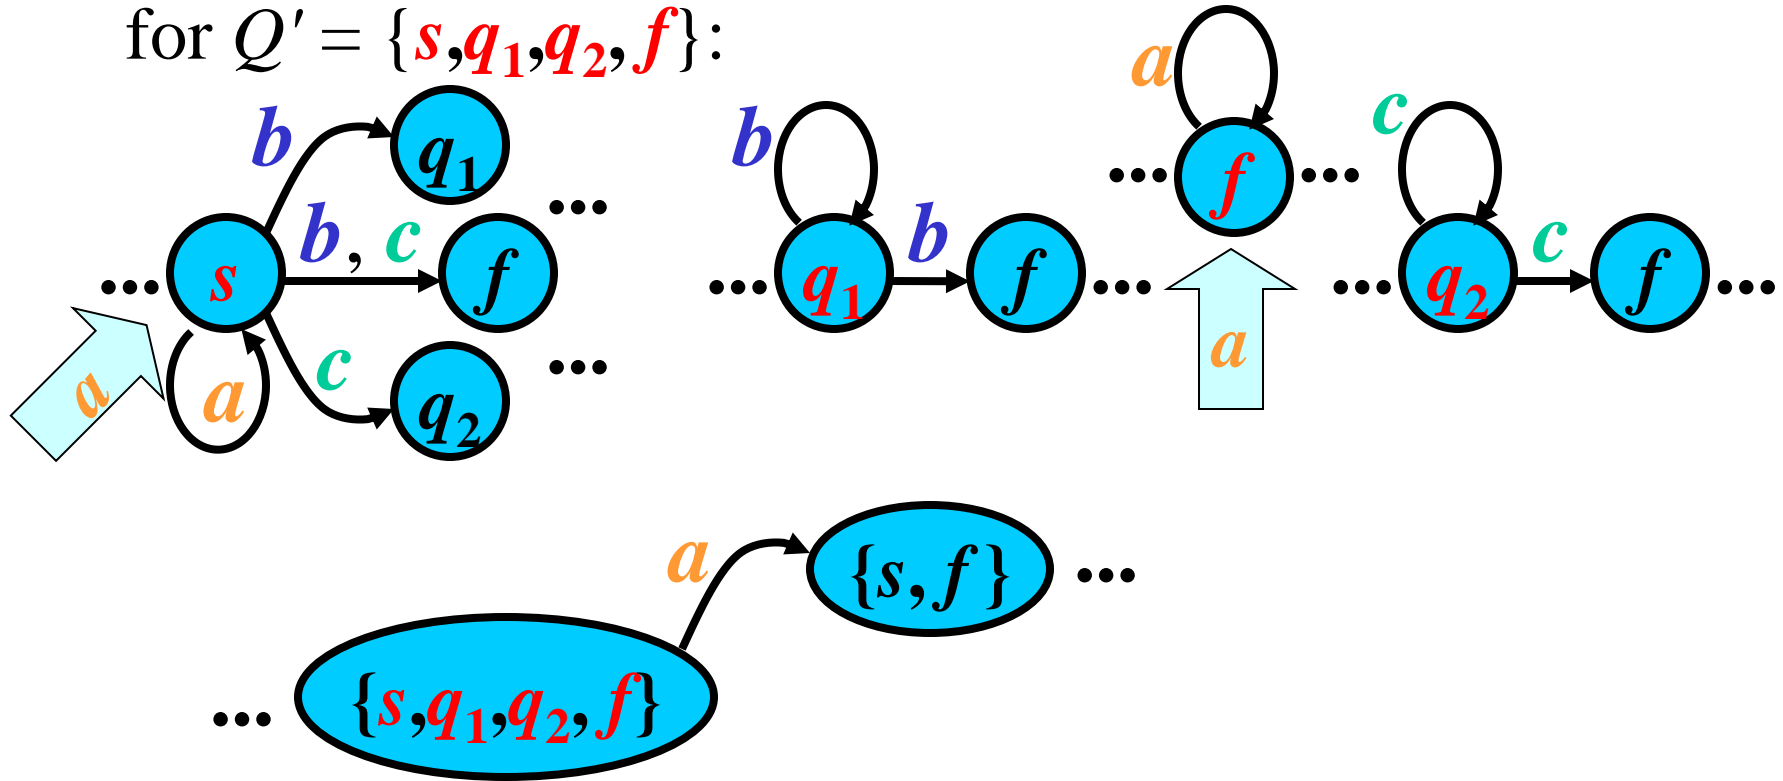 for Q' = {s,q₁,q₂,f}:
b q₁ ...
... s b, c f
a a c q₂ ...
b
... q₁ b f ...
a
... f ...
a
c
... q₂ c f ...
a {s,f} ...
... {s,q₁,q₂,f}